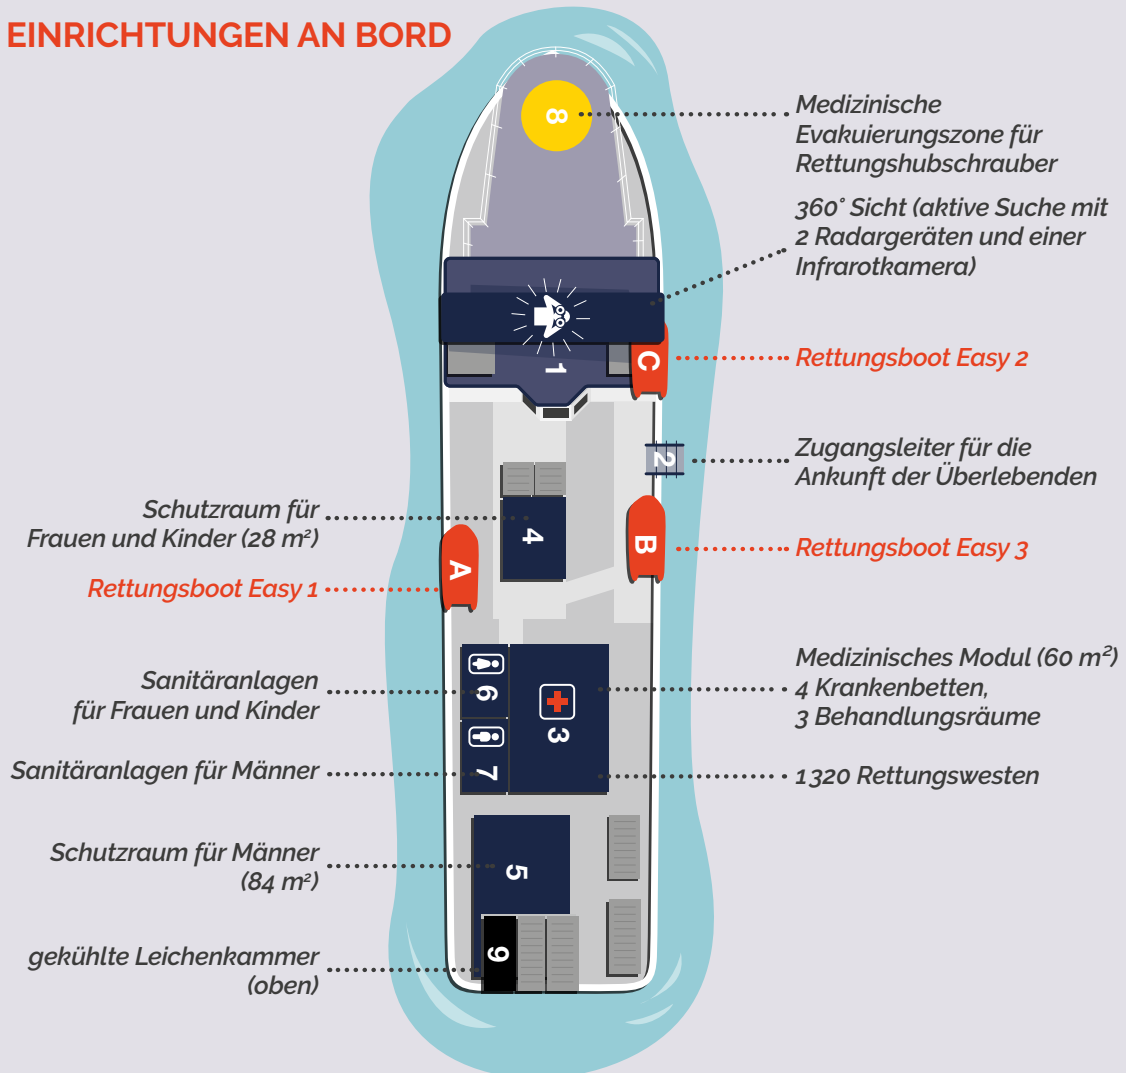 EINRICHTUNGEN AN BORD
8
Medizinische
Evakuierungszone für
Rettungshubschrauber
360° Sicht (aktive Suche mit
2 Radargeräten und einer
Infrarotkamera)
1
C
Rettungsboot Easy 2
2
Zugangsleiter für die
Ankunft der Überlebenden
Schutzraum für
Frauen und Kinder (28 m²)
4
B
Rettungsboot Easy 3
Rettungsboot Easy 1
A
Sanitäranlagen
für Frauen und Kinder
6
Medizinisches Modul (60 m²)
4 Krankenbetten,
3 Behandlungsräume
3
Sanitäranlagen für Männer
7
1 320 Rettungswesten
Schutzraum für Männer
(84 m²)
5
gekühlte Leichenkammer
(oben)
9